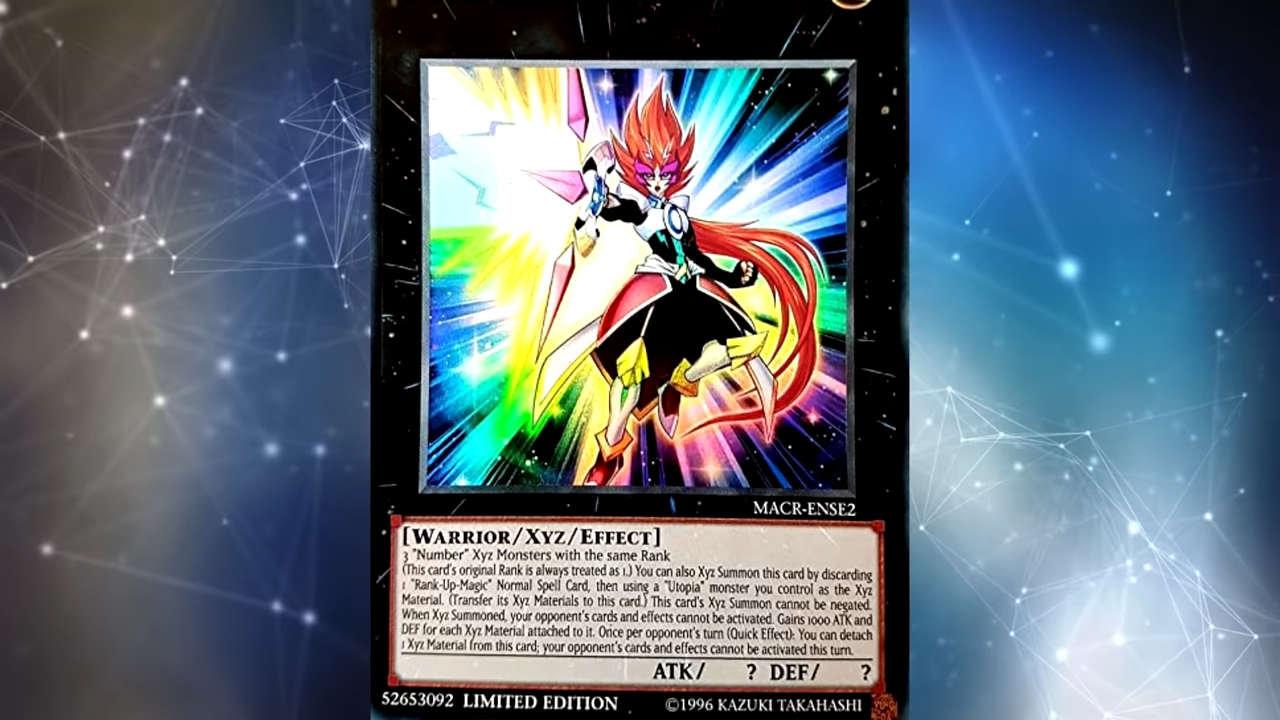 MACR-ENSE2
[WARRIOR/XYZ/EFFECT]
3 "Number" Xyz Monsters with the same Rank
(This card's original Rank is always treated as 1.) You can also Xyz Summon this card by discarding
1 "Rank-Up-Magic" Normal Spell Card, then using a "Utopia" monster you control as the Xyz
Material. (Transfer its Xyz Materials to this card.) This card's Xyz Summon cannot be negated.
When Xyz Summoned, your opponent's cards and effects cannot be activated. Gains 1000 ATK and
DEF for each Xyz Material attached to it. Once per opponent's turn (Quick Effect): You can detach
1 Xyz Material from this card; your opponent's cards and effects cannot be activated this turn.
ATK/ ? DEF/ ?
52653092 LIMITED EDITION ©1996 KAZUKI TAKAHASHI